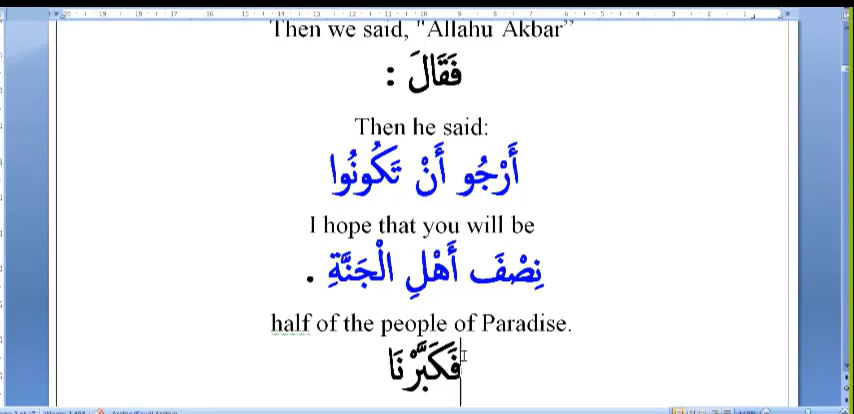 Then we said, "Allahu Akbar”
فَقَالَ :
Then he said:
أَرْجُو أَنْ تَكُونُوا
I hope that you will be
نِصْفَ أَهْلِ الْجَنَّةِ .
half of the people of Paradise.
فَكَبَّرْنَا